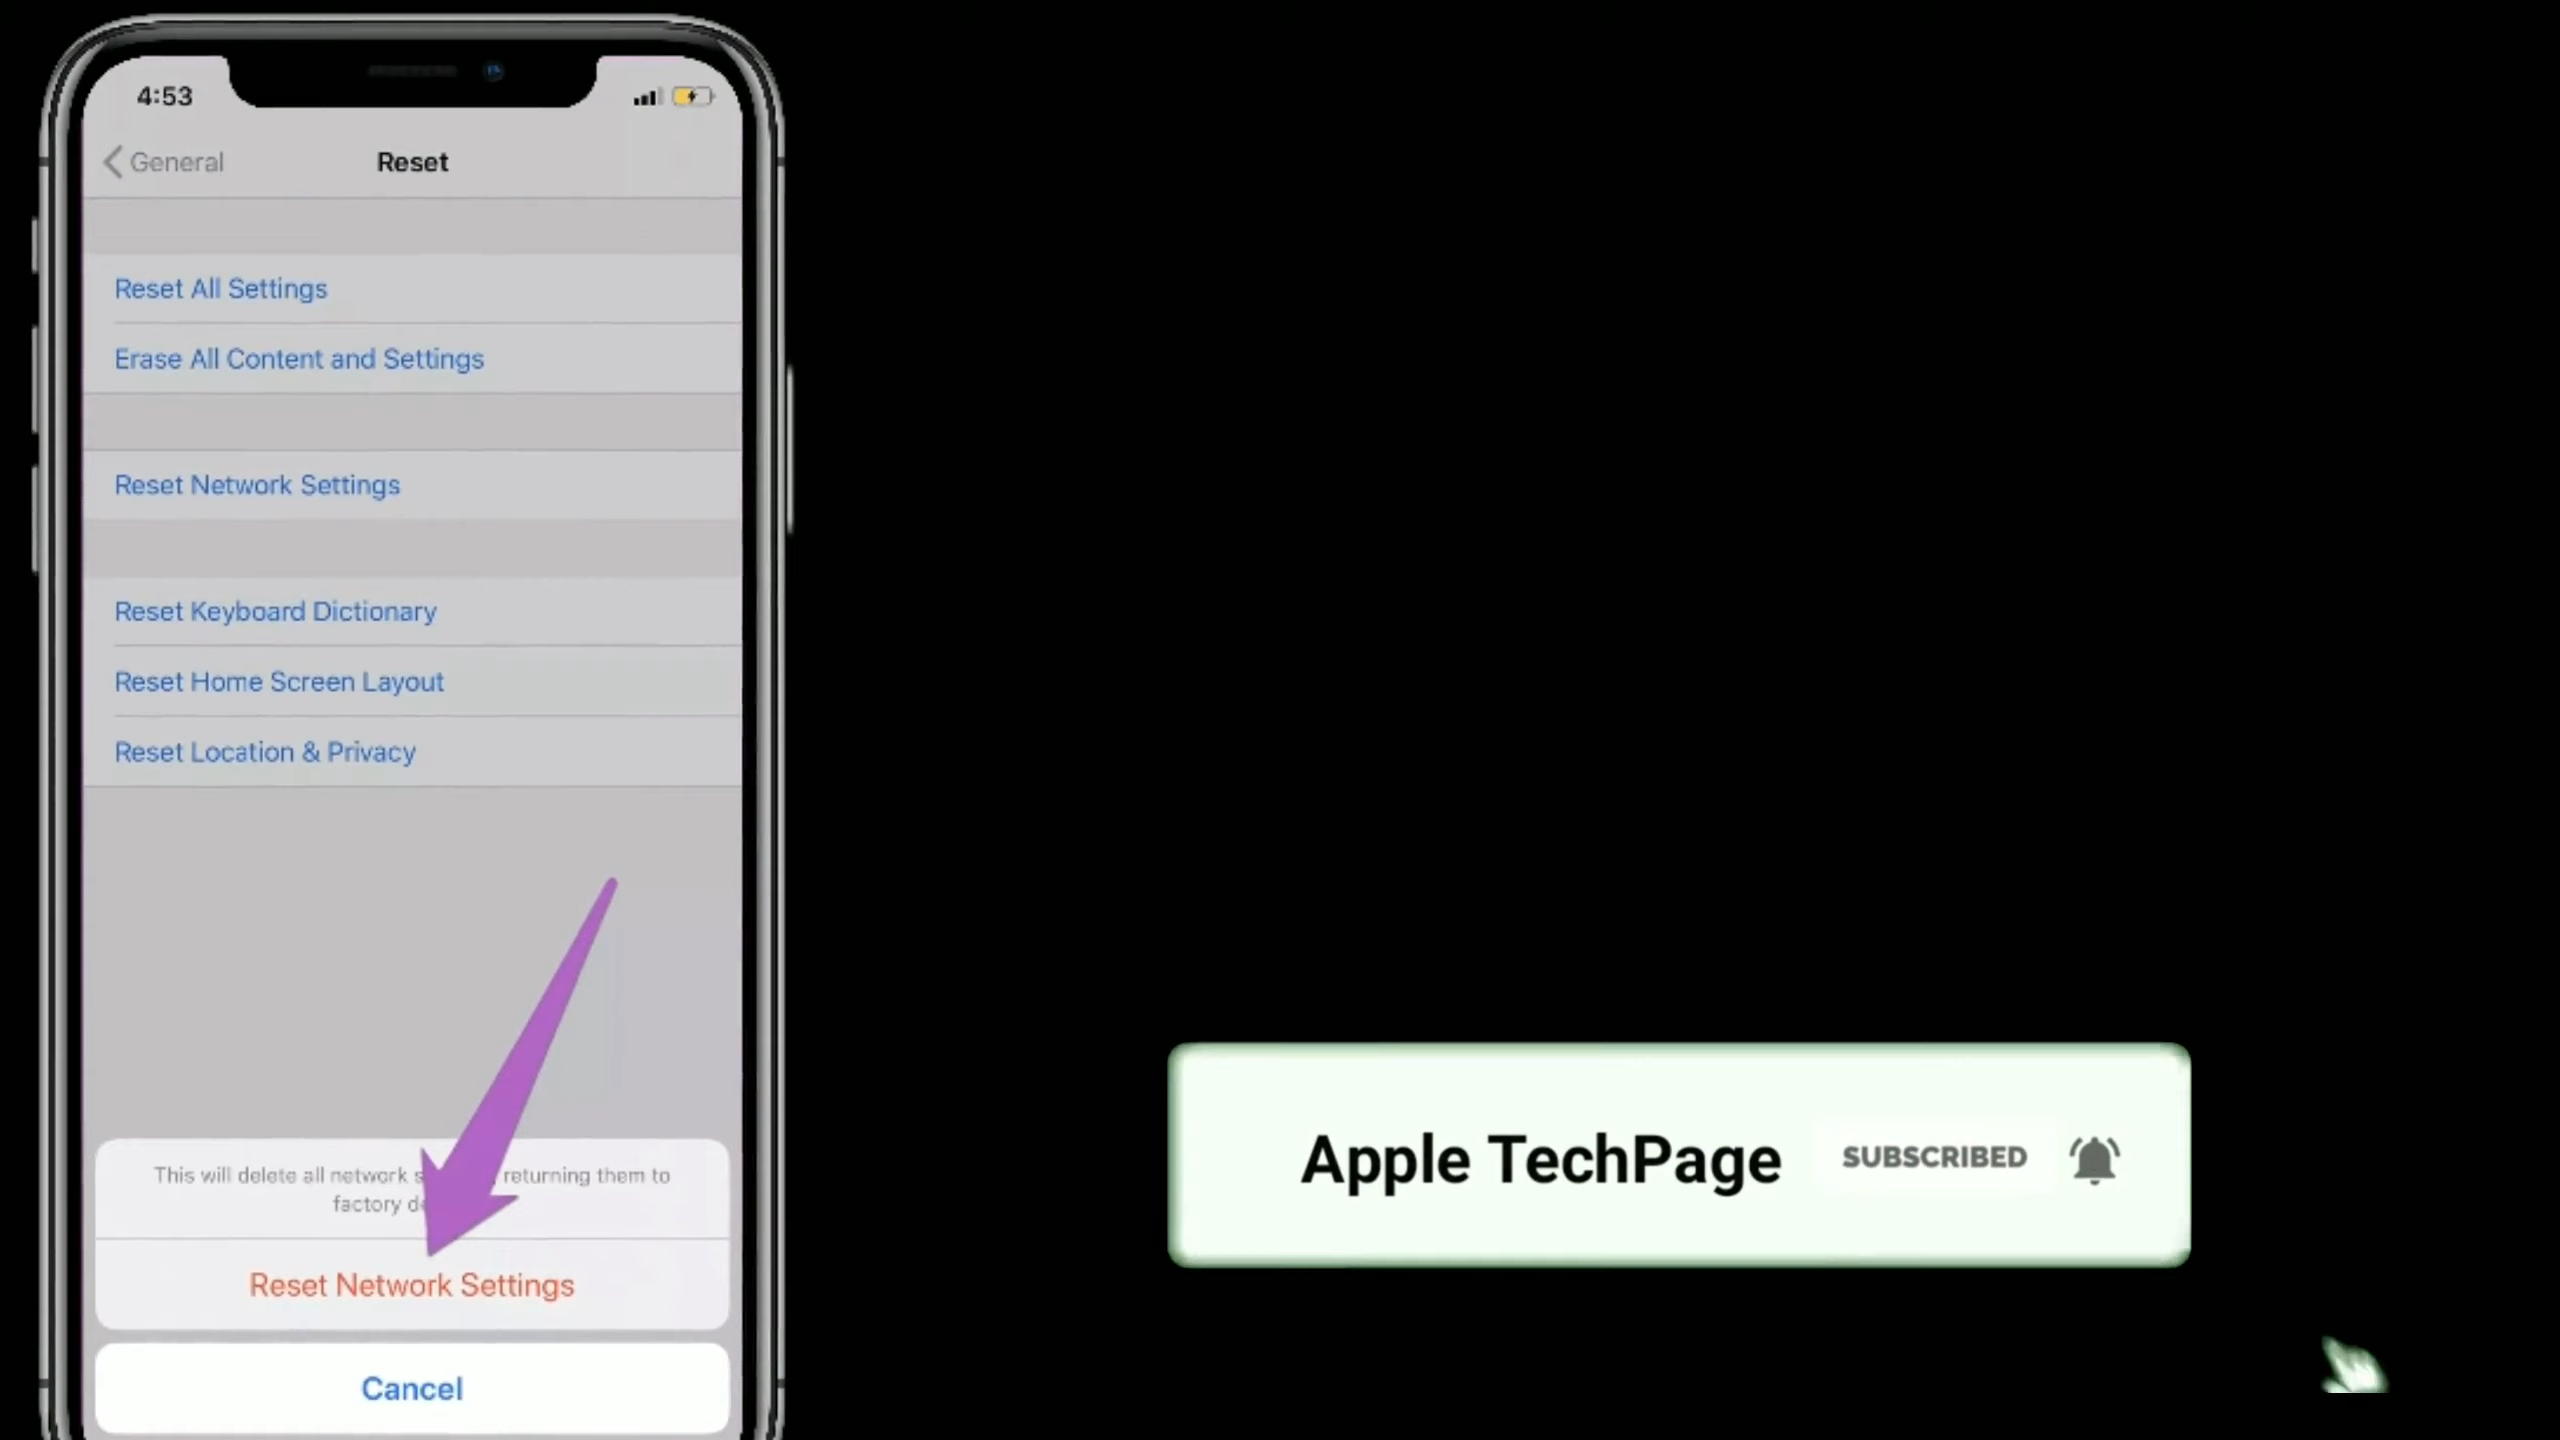 4:53
General
Reset
Reset All Settings
Erase All Content and Settings
Reset Network Settings
Reset Keyboard Dictionary
Reset Home Screen Layout
Reset Location & Privacy
This will delete all network returning them to
factory
Reset Network Settings
Cancel
Apple TechPage
SUBSCRIBED